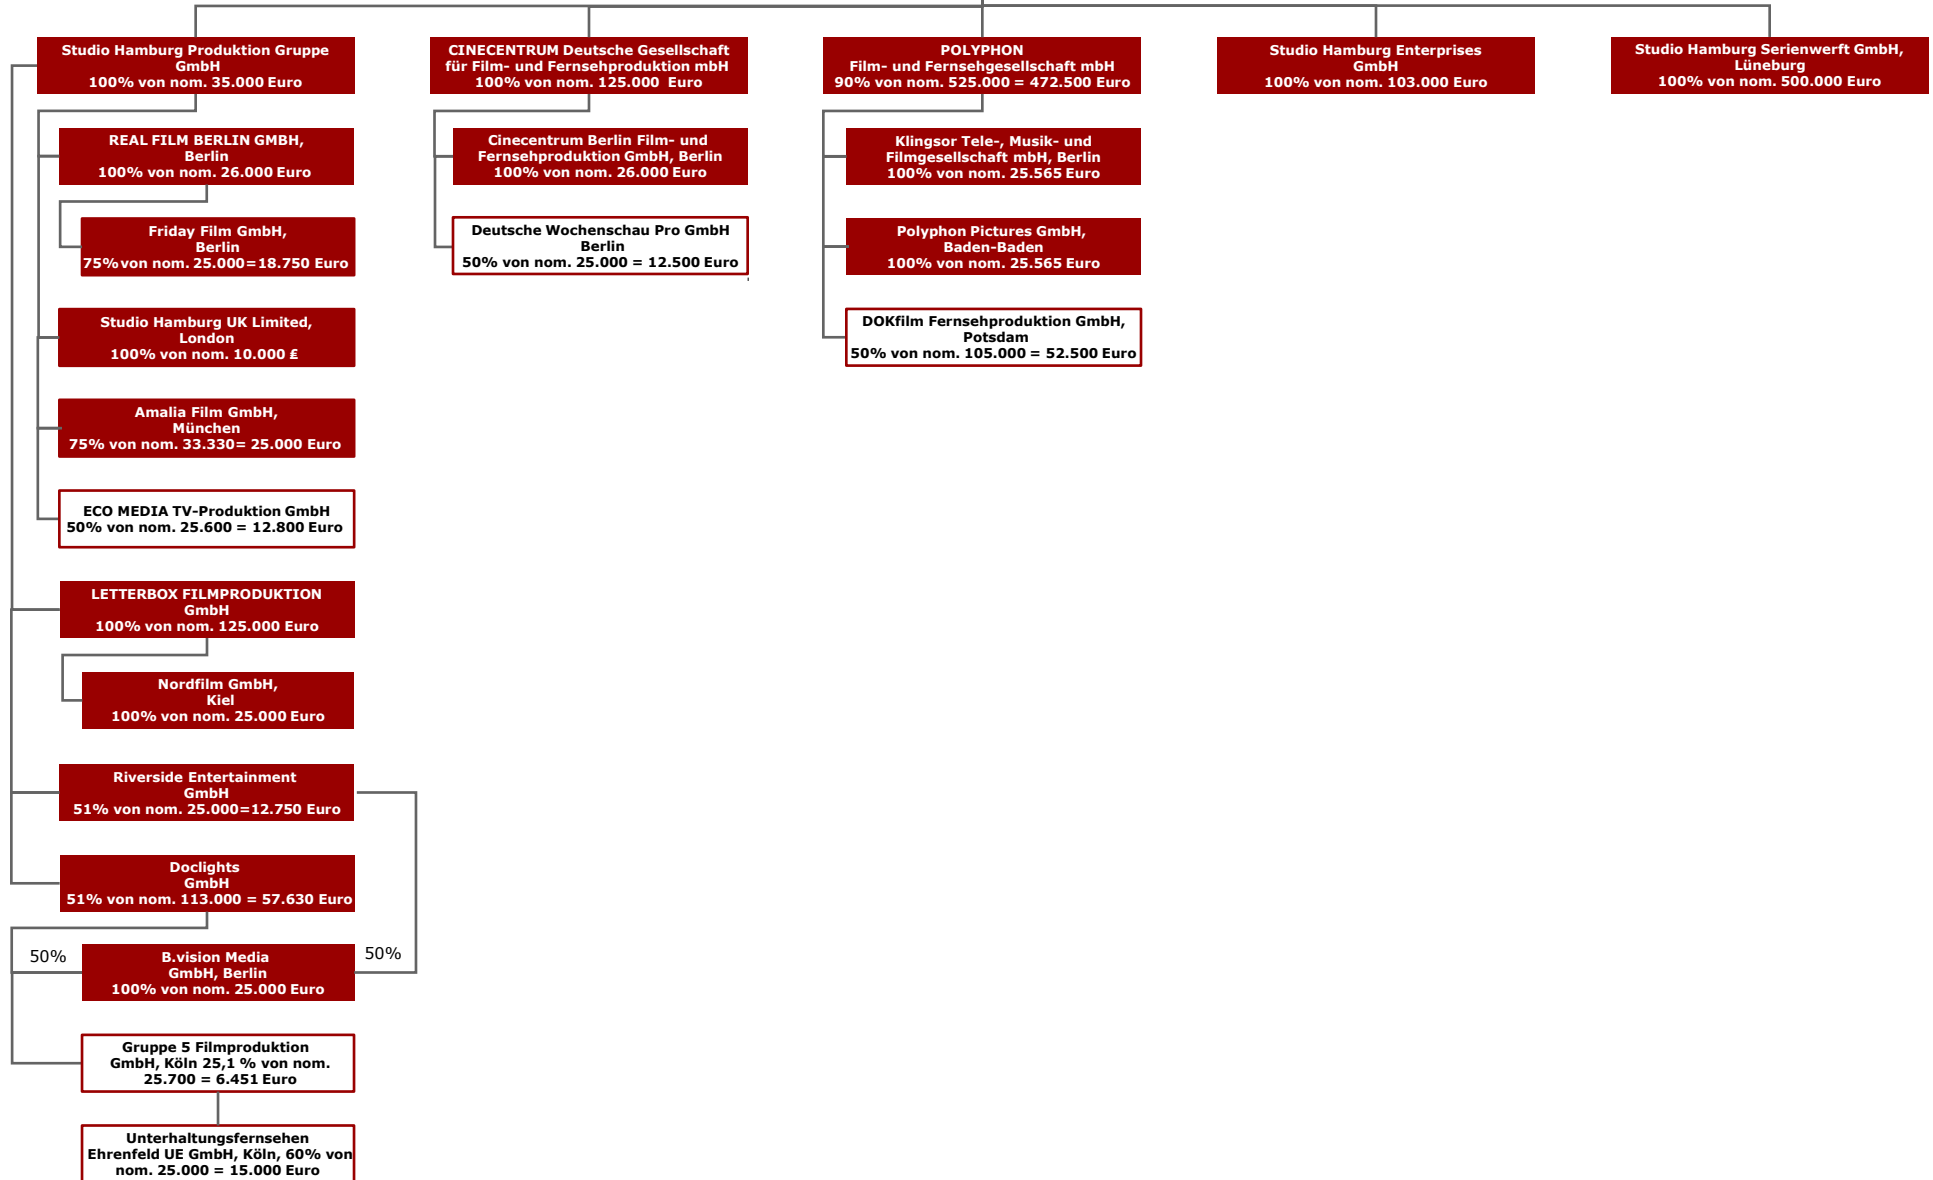 Studio Hamburg Produktion Gruppe
GmbH
100% von nom. 35.000 Euro
CINECENTRUM Deutsche Gesellschaft
für Film- und Fernsehproduktion mbH
100% von nom. 125.000 Euro
POLYPHON
Film- und Fernsehgesellschaft mbH
90% von nom. 525.000 = 472.500 Euro
Studio Hamburg Enterprises
GmbH
100% von nom. 103.000 Euro
Studio Hamburg Serienwerft GmbH,
Lüneburg
100% von nom. 500.000 Euro
REAL FILM BERLIN GMBH,
Berlin
100% von nom. 26.000 Euro
Cinecentrum Berlin Film- und
Fernsehproduktion GmbH, Berlin
100% von nom. 26.000 Euro
Klingsor Tele-, Musik- und
Filmgesellschaft mbH, Berlin
100% von nom. 25.565 Euro
Friday Film GmbH,
Berlin
75% von nom. 25.000=18.750 Euro
Deutsche Wochenschau Pro GmbH
Berlin
50% von nom. 25.000 = 12.500 Euro
Polyphon Pictures GmbH,
Baden-Baden
100% von nom. 25.565 Euro
Studio Hamburg UK Limited,
London
100% von nom. 10.000 £
DOKfilm Fernsehproduktion GmbH,
Potsdam
50% von nom. 105.000 = 52.500 Euro
Amalia Film GmbH,
München
75% von nom. 33.330= 25.000 Euro
ECO MEDIA TV-Produktion GmbH
50% von nom. 25.600 = 12.800 Euro
LETTERBOX FILMPRODUKTION
GmbH
100% von nom. 125.000 Euro
Nordfilm GmbH,
Kiel
100% von nom. 25.000 Euro
Riverside Entertainment
GmbH
51% von nom. 25.000=12.750 Euro
Doclights
GmbH
51% von nom. 113.000 = 57.630 Euro
50%
B.vision Media
GmbH, Berlin
100% von nom. 25.000 Euro
50%
Gruppe 5 Filmproduktion
GmbH, Köln 25,1 % von nom.
25.700 = 6.451 Euro
Unterhaltungsfernsehen
Ehrenfeld UE GmbH, Köln, 60% von
nom. 25.000 = 15.000 Euro